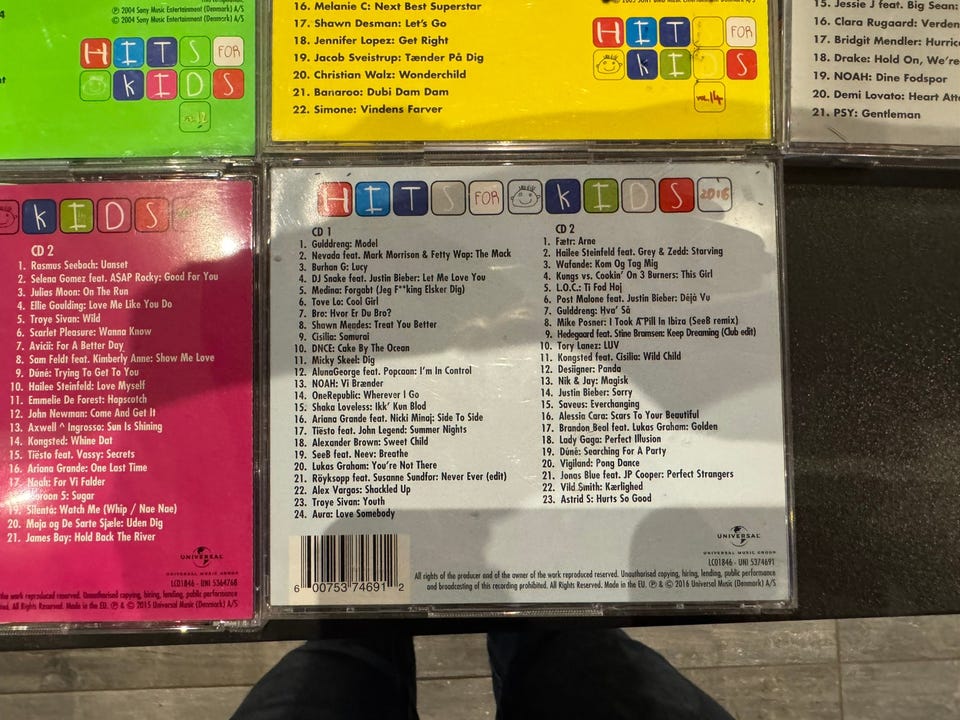 © 2004 Sony Music Entertainment (Denmark) A/S
HITS FOR
KIDS
16. Melanie C: Next Best Superstar
17. Shawn Desman: Let's Go
18. Jennifer Lopez: Get Right
19. Jacob Sveistrup: Tænder På Dig
20. Christian Walz: Wonderchild
21. Banaroo: Dubi Dam Dam
22. Simone: Vindens Farver
HITS FOR
KIDS
VOL.14
15. Jessie J feat. Big Sean:
16. Clara Rugaard: Verden
17. Bridgit Mendler: Hurric
18. Drake: Hold On, We're
19. NOAH: Dine Fodspor
20. Demi Lovato: Heart Att
21. PSY: Gentleman
KIDS
CD 2
1. Rasmus Seebach: Uanset
2. Selena Gomez feat. ASAP Rocky: Good For You
3. Julias Moon: On The Run
4. Ellie Goulding: Love Me Like You Do
5. Troye Sivan: Wild
6. Scarlet Pleasure: Wanna Know
7. Avicii: For A Better Day
8. Sam Feldt feat. Kimberly Anne: Show Me Love
9. Dúné: Trying To Get To You
10. Hailee Steinfeld: Love Myself
11. Emmelie De Forest: Hopscotch
12. John Newman: Come And Get It
13. Axwell ^ Ingrosso: Sun Is Shining
14. Kongsted: Whine Dat
15. Tiësto feat. Vassy: Secrets
16. Ariana Grande: One Last Time
17. Noah: For Vi Falder
5: Sugar
19. Silentó: Watch Me (Whip / Nae Nae)
20. Moja og De Sarte Sjæle: Uden Dig
21. James Bay: Hold Back The River
UNIVERSAL
UNIVERSAL MUSIC GROUP
LC01846 - UNI 5364768
the work reproduced reserved. Unauthorised copying, hiring, lending, public performance
All Rights Reserved. Made in the EU. ℗ & © 2015 Universal Music (Denmark) A/S
HITS FOR KIDS 2016
CD 1
1. Gulddreng: Model
2. Nevada feat. Mark Morrison & Fetty Wap: The Mack
3. Burhan G: Lucy
4. DJ Snake feat. Justin Bieber: Let Me Love You
5. Medina: Forgabt (Jeg F**king Elsker Dig)
6. Tove Lo: Cool Girl
7. Bro: Hvor Er Du Bro?
8. Shawn Mendes: Treat You Better
9. Cisilia: Samurai
10. DNCE: Cake By The Ocean
11. Micky Skeel: Dig
12. AlunaGeorge feat. Popcaan: I'm In Control
13. NOAH: Vi Brænder
14. OneRepublic: Wherever I Go
15. Shaka Loveless: Ikk' Kun Blod
16. Ariana Grande feat. Nicki Minaj: Side To Side
17. Tiësto feat. John Legend: Summer Nights
18. Alexander Brown: Sweet Child
19. SeeB feat. Neev: Breathe
20. Lukas Graham: You're Not There
21. Röyksopp feat. Susanne Sundfør: Never Ever (edit)
22. Alex Vargas: Shackled Up
23. Troye Sivan: Youth
24. Aura: Love Somebody
CD 2
1. Fætr: Arne
2. Hailee Steinfeld feat. Grey & Zedd: Starving
3. Wafande: Kom Og Tag Mig
4. Kungs vs. Cookin' On 3 Burners: This Girl
5. L.O.C.: Ti Fod Høj
6. Post Malone feat. Justin Bieber: Déjà Vu
7. Gulddreng: Hva' Så
8. Mike Posner: I Took A Pill In Ibiza (SeeB remix)
9. Hedegaard feat. Stine Bramsen: Keep Dreaming (Club edit)
10. Tory Lanez: LUV
11. Kongsted feat. Cisilia: Wild Child
12. Desiigner: Panda
13. Nik & Jay: Magisk
14. Justin Bieber: Sorry
15. Saveus: Everchanging
16. Alessia Cara: Scars To Your Beautiful
17. Brandon Beal feat. Lukas Graham: Golden
18. Lady Gaga: Perfect Illusion
19. Dúné: Searching For A Party
20. Vigiland: Pong Dance
21. Jonas Blue feat. JP Cooper: Perfect Strangers
22. Vild Smith: Kærlighed
23. Astrid S: Hurts So Good
6 00753 74691 2
UNIVERSAL
UNIVERSAL MUSIC GROUP
LC01846 - UNI 5374691
All rights of the producer and of the owner of the work reproduced reserved. Unauthorised copying, hiring, lending, public performance
and broadcasting of this recording prohibited. All Rights Reserved. Made in the EU. ℗ & © 2016 Universal Music (Denmark) A/S